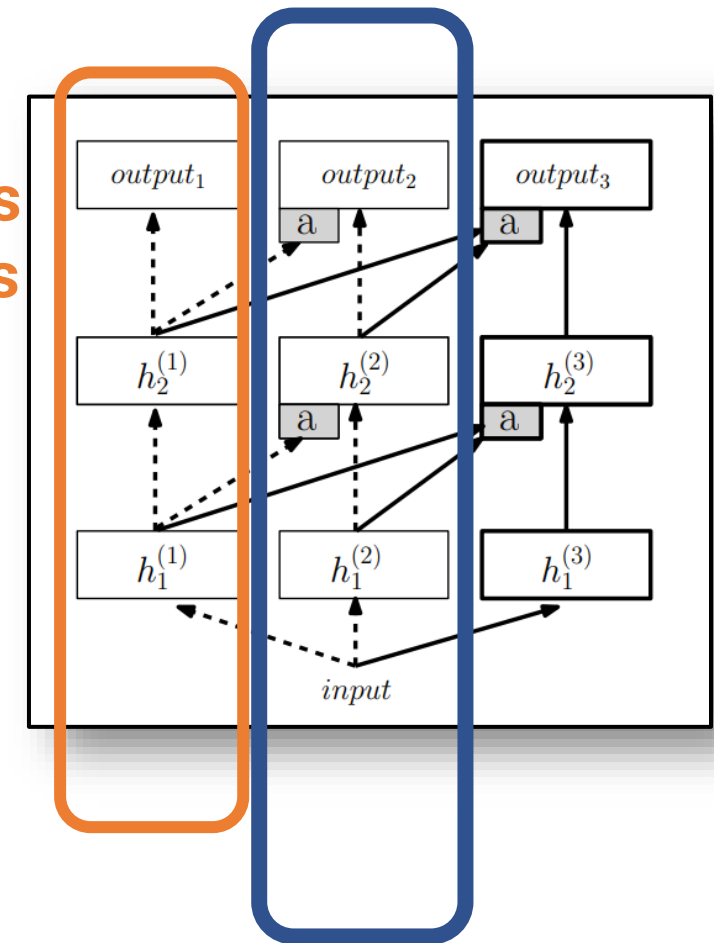 output₁ output₂ output₃
s
a a
s
h₂⁽¹⁾ h₂⁽²⁾ h₂⁽³⁾
a a
h₁⁽¹⁾ h₁⁽²⁾ h₁⁽³⁾
input